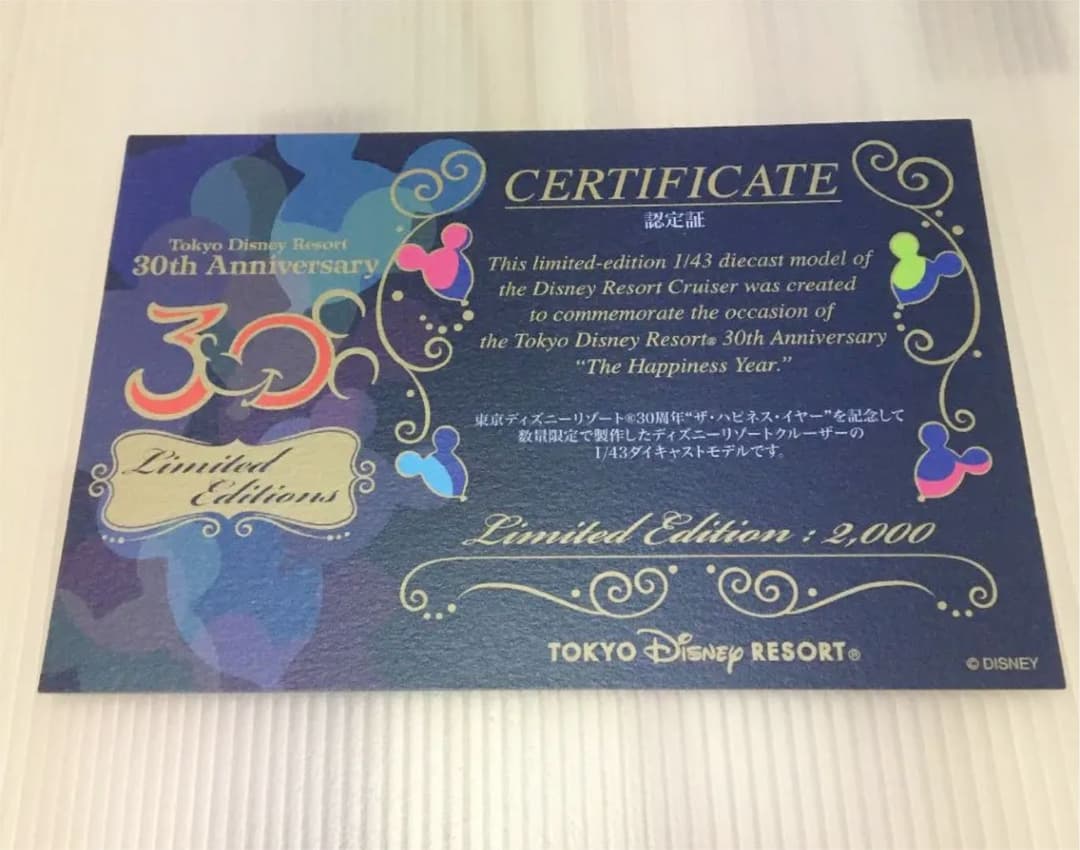 Tokyo Disney Resort
30th Anniversary
30
Limited
Editions
CERTIFICATE
認定証
This limited-edition 1/43 diecast model of
the Disney Resort Cruiser was created
to commemorate the occasion of
the Tokyo Disney Resort® 30th Anniversary
“The Happiness Year.”
東京ディズニーリゾート®30周年“ザ・ハピネス・イヤー”を記念して
数量限定で製作したディズニーリゾートクルーザーの
1/43ダイキャストモデルです。
Limited Edition : 2,000
TOKYO Disney RESORT®
© DISNEY